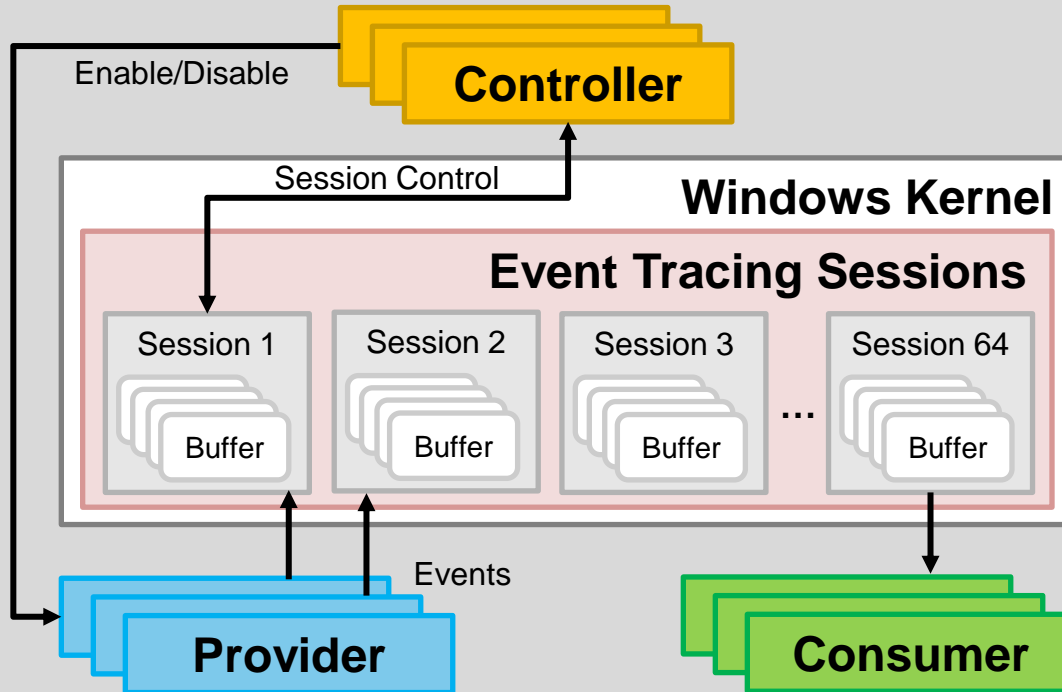 Controller
Enable/Disable
Session Control
Windows Kernel
Event Tracing Sessions
Session 1
Session 2
Session 3
Session 64
...
Buffer
Buffer
Buffer
Buffer
Events
Provider
Consumer